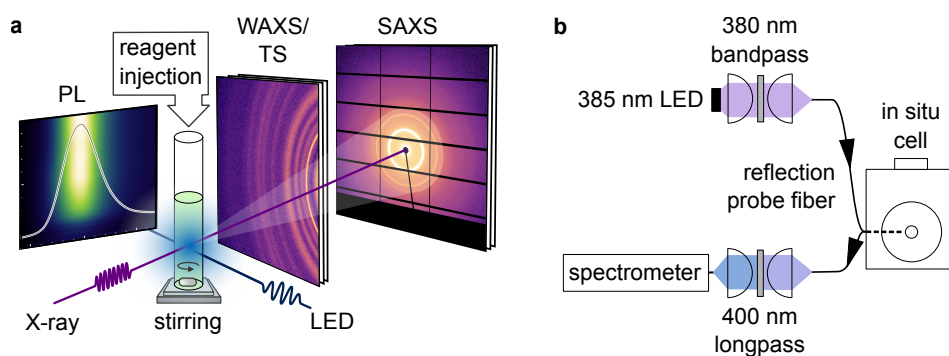 a
reagent
injection
WAXS/
TS
SAXS
PL
X-ray
stirring
LED
b
380 nm
bandpass
385 nm LED
in situ
cell
reflection
probe fiber
spectrometer
400 nm
longpass